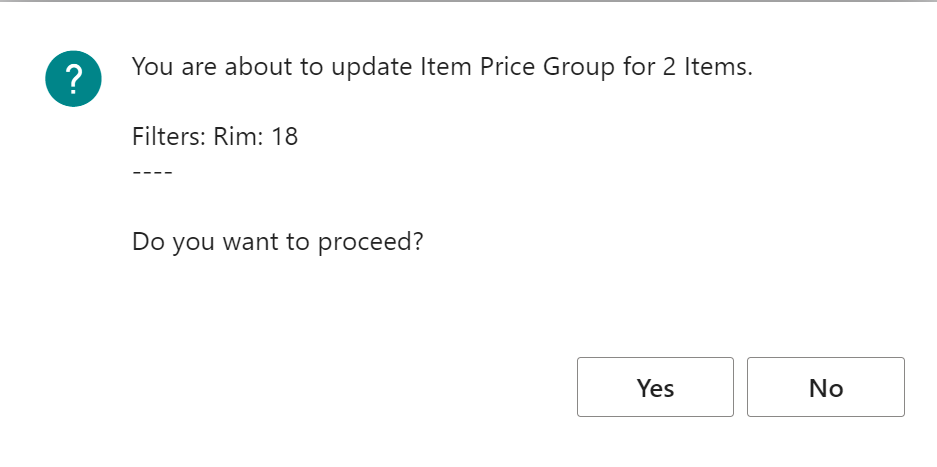 ?
You are about to update Item Price Group for 2 Items.
Filters: Rim: 18
----
Do you want to proceed?
Yes
No